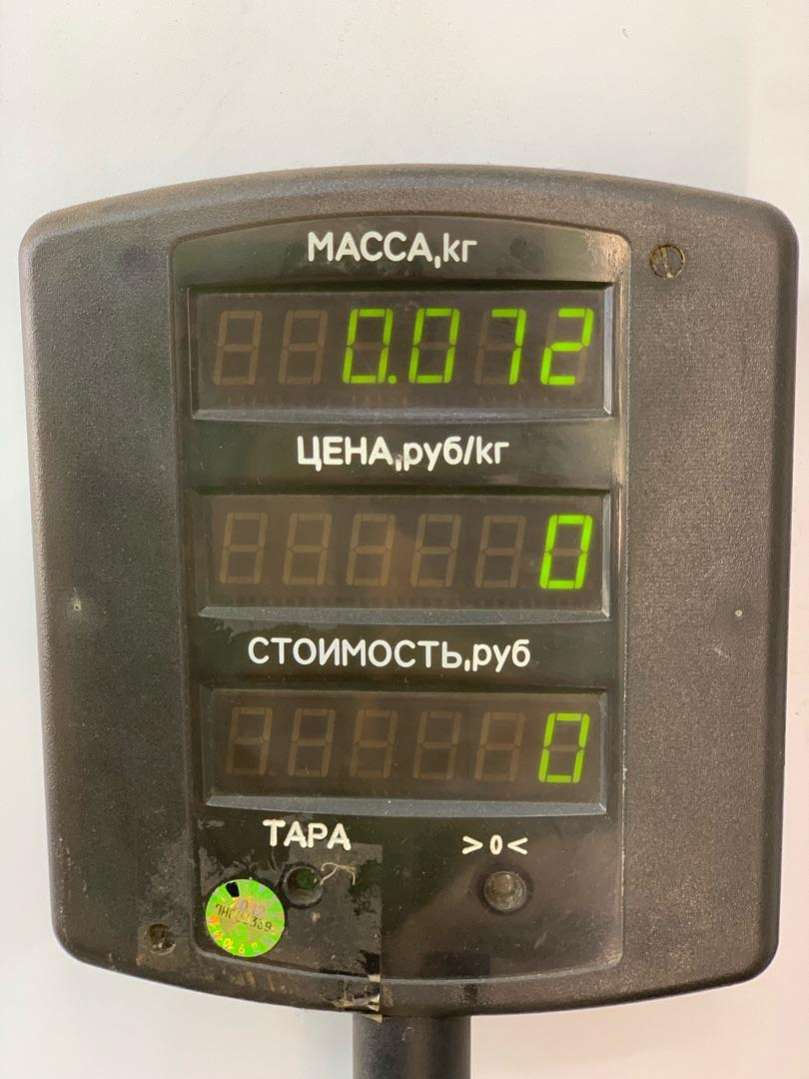 МАССА,кг
0.072
ЦЕНА,руб/кг
0
СТОИМОСТЬ,руб
0
ТАРА >0<